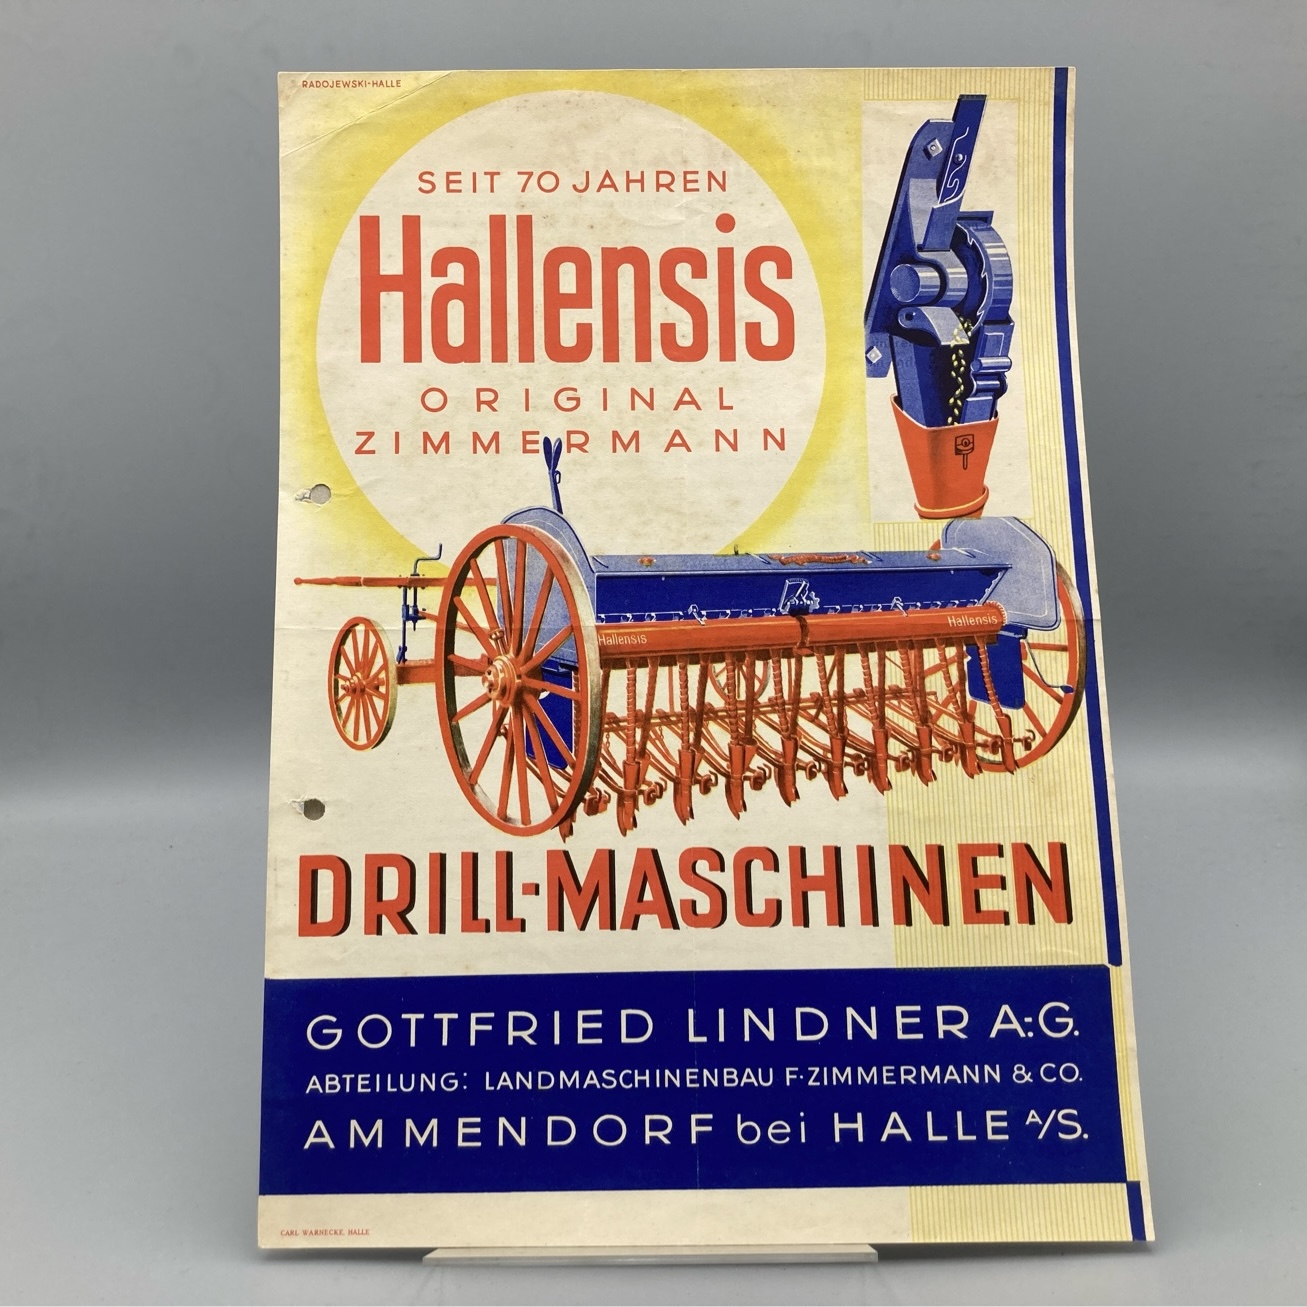 RADOJEWSKI-HALLE
SEIT 70 JAHREN
Hallensis
ORIGINAL
ZIMMERMANN
Hallensis
Hallensis
DRILL-MASCHINEN
GOTTFRIED LINDNER A.-G.
ABTEILUNG: LANDMASCHINENBAU F·ZIMMERMANN & CO.
AMMENDORF bei HALLE A/S.
CARL WARNECKE, HALLE